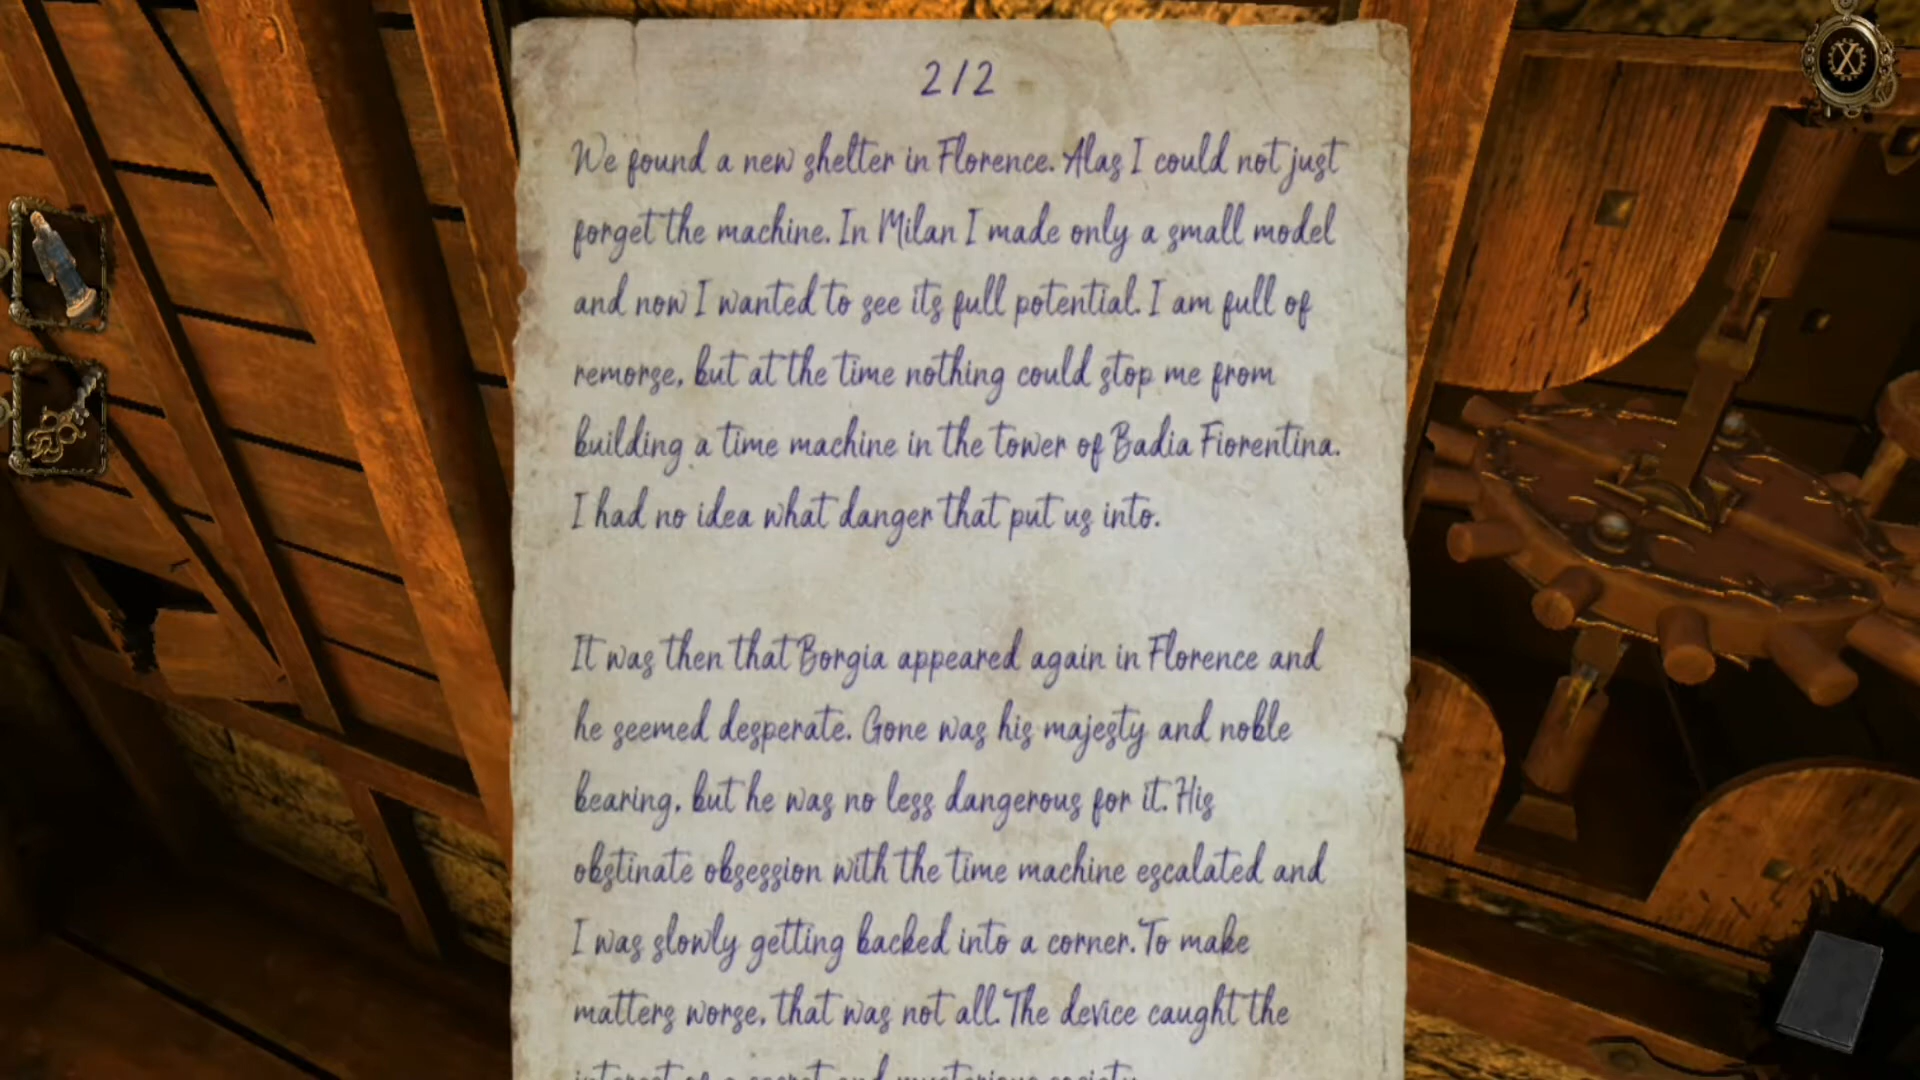 2/2
We found a new shelter in Florence. Alas I could not just
forget the machine. In Milan I made only a small model
and now I wanted to see its full potential. I am full of
remorse, but at the time nothing could stop me from
building a time machine in the tower of Badia Fiorentina.
I had no idea what danger that put us into.
It was then that Borgia appeared again in Florence and
he seemed desperate. Gone was his majesty and noble
bearing, but he was no less dangerous for it. His
obstinate obsession with the time machine escalated and
I was slowly getting backed into a corner. To make
matters worse, that was not all. The device caught the
interest of a secret and mysterious society
X